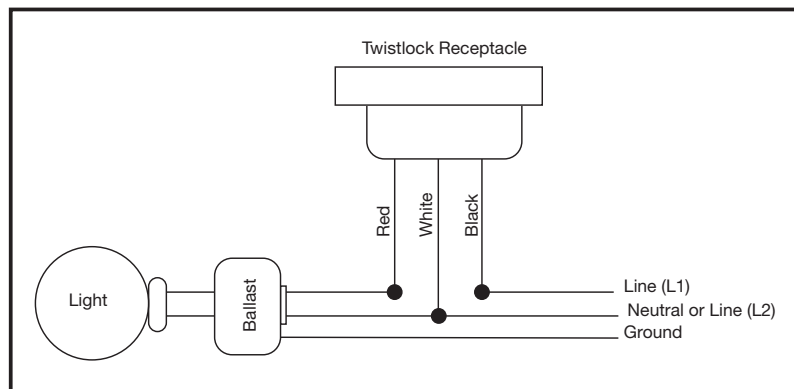 Twistlock Receptacle
Red
White
Black
Light
Ballast
Line (L1)
Neutral or Line (L2)
Ground